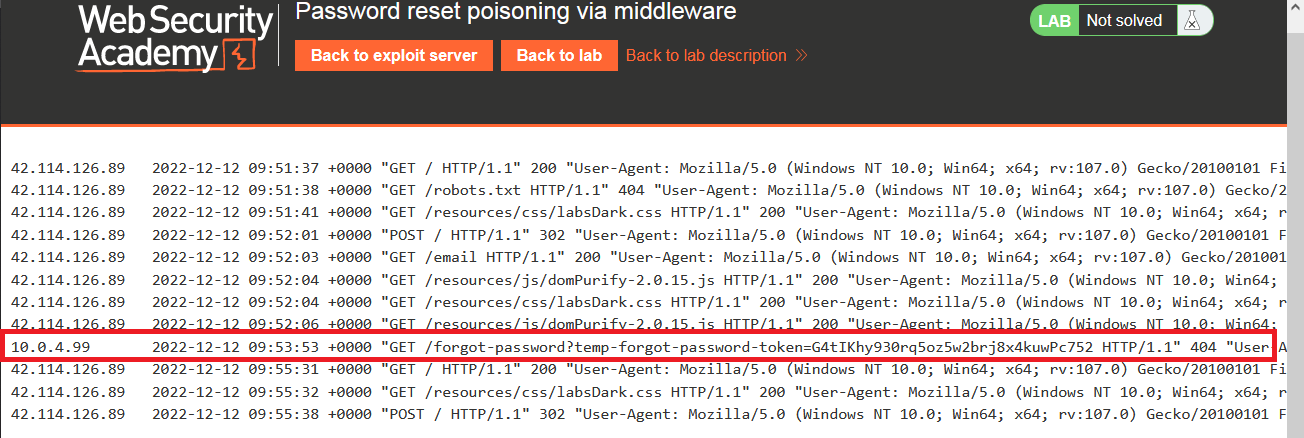 Web Security
Academy
Password reset poisoning via middleware
LAB Not solved
Back to exploit server Back to lab Back to lab description >>
42.114.126.89 2022-12-12 09:51:37 +0000 "GET / HTTP/1.1" 200 "User-Agent: Mozilla/5.0 (Windows NT 10.0; Win64; x64; rv:107.0) Gecko/20100101 Fi
42.114.126.89 2022-12-12 09:51:38 +0000 "GET /robots.txt HTTP/1.1" 404 "User-Agent: Mozilla/5.0 (Windows NT 10.0; Win64; x64; rv:107.0) Gecko/2
42.114.126.89 2022-12-12 09:51:41 +0000 "GET /resources/css/labsDark.css HTTP/1.1" 200 "User-Agent: Mozilla/5.0 (Windows NT 10.0; Win64; x64; r
42.114.126.89 2022-12-12 09:52:01 +0000 "POST / HTTP/1.1" 302 "User-Agent: Mozilla/5.0 (Windows NT 10.0; Win64; x64; rv:107.0) Gecko/20100101 F
42.114.126.89 2022-12-12 09:52:03 +0000 "GET /email HTTP/1.1" 200 "User-Agent: Mozilla/5.0 (Windows NT 10.0; Win64; x64; rv:107.0) Gecko/201001
42.114.126.89 2022-12-12 09:52:04 +0000 "GET /resources/js/domPurify-2.0.15.js HTTP/1.1" 200 "User-Agent: Mozilla/5.0 (Windows NT 10.0; Win64;
42.114.126.89 2022-12-12 09:52:04 +0000 "GET /resources/css/labsDark.css HTTP/1.1" 200 "User-Agent: Mozilla/5.0 (Windows NT 10.0; Win64; x64; r
42.114.126.89 2022-12-12 09:52:06 +0000 "GET /resources/js/domPurify-2.0.15.js HTTP/1.1" 200 "User-Agent: Mozilla/5.0 (Windows NT 10.0; Win64;
10.0.4.99 2022-12-12 09:53:53 +0000 "GET /forgot-password?temp-forgot-password-token=G4tIKhy930rq5oz5w2brj8x4kuwPc752 HTTP/1.1" 404 "User-A
42.114.126.89 2022-12-12 09:55:31 +0000 "GET / HTTP/1.1" 200 "User-Agent: Mozilla/5.0 (Windows NT 10.0; Win64; x64; rv:107.0) Gecko/20100101 Fi
42.114.126.89 2022-12-12 09:55:32 +0000 "GET /resources/css/labsDark.css HTTP/1.1" 200 "User-Agent: Mozilla/5.0 (Windows NT 10.0; Win64; x64; r
42.114.126.89 2022-12-12 09:55:38 +0000 "POST / HTTP/1.1" 302 "User-Agent: Mozilla/5.0 (Windows NT 10.0; Win64; x64; rv:107.0) Gecko/20100101 F